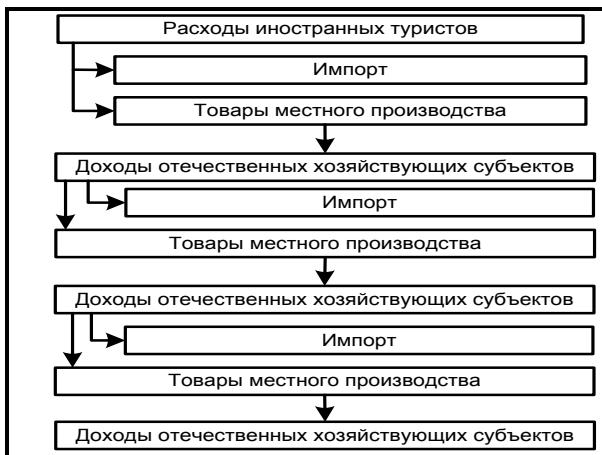 Расходы иностранных туристов
Импорт
Товары местного производства
Доходы отечественных хозяйствующих субъектов
Импорт
Товары местного производства
Доходы отечественных хозяйствующих субъектов
Импорт
Товары местного производства
Доходы отечественных хозяйствующих субъектов